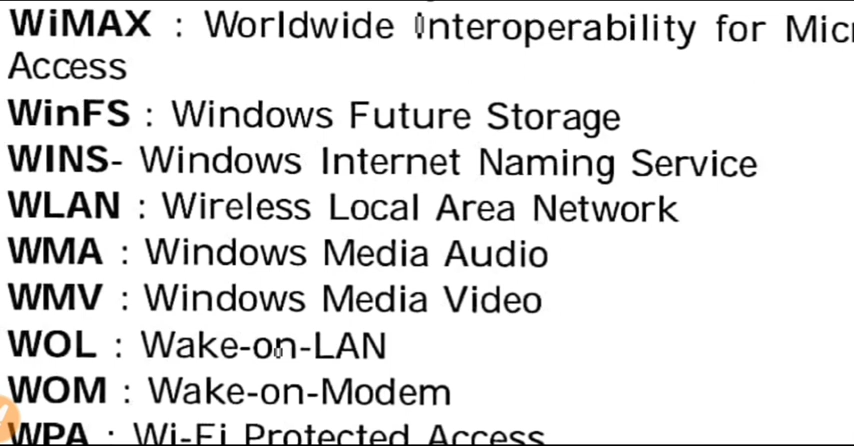 WiMAX : Worldwide Interoperability for Micr
Access
WinFS : Windows Future Storage
WINS- Windows Internet Naming Service
WLAN : Wireless Local Area Network
WMA : Windows Media Audio
WMV : Windows Media Video
WOL : Wake-on-LAN
WOM : Wake-on-Modem
WPA : Wi-Fi Protected Access